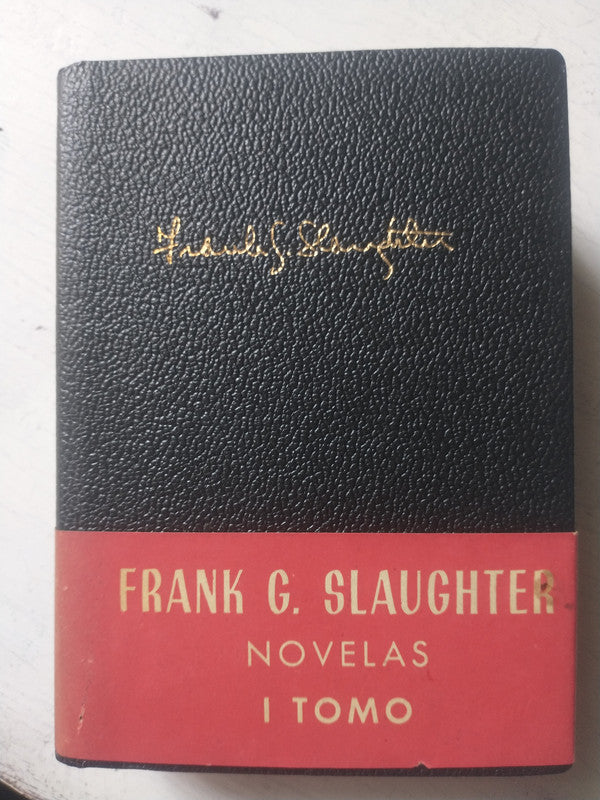 Frank G. Slaughter
FRANK G. SLAUGHTER
NOVELAS
I TOMO